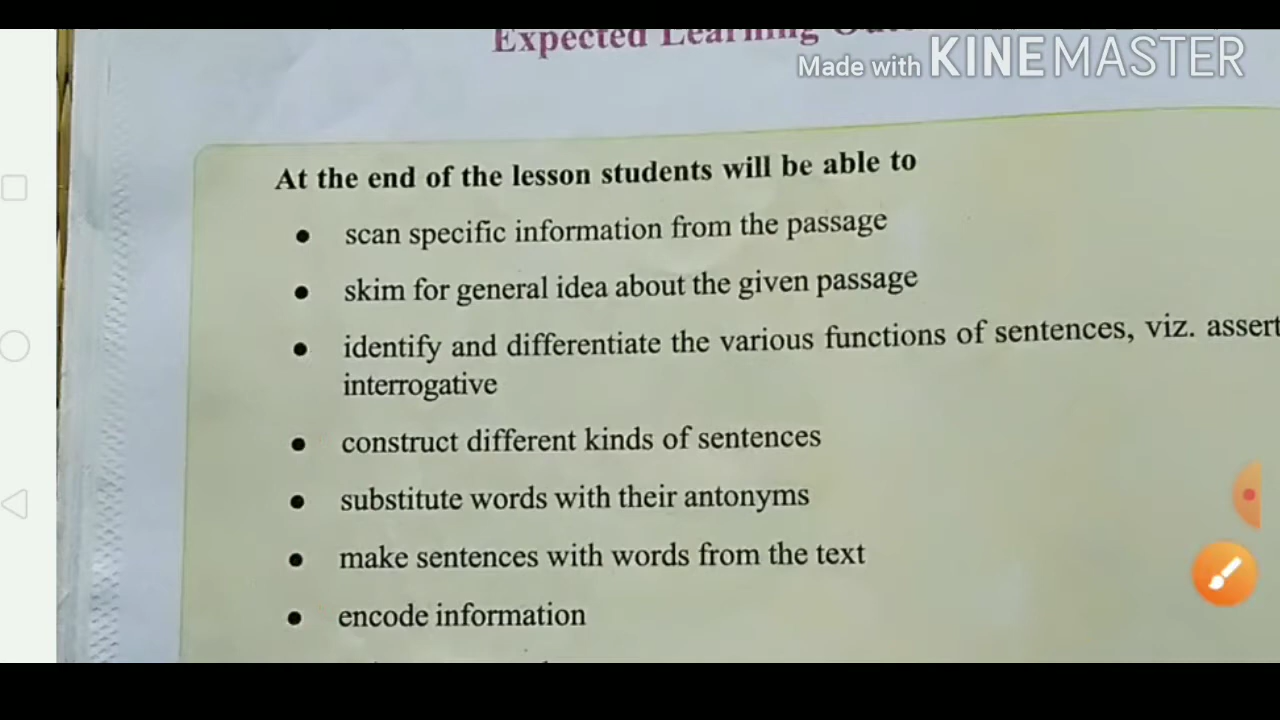 Expected Learning
Made with KINEMASTER
At the end of the lesson students will be able to
• scan specific information from the passage
• skim for general idea about the given passage
• identify and differentiate the various functions of sentences, viz. assert
interrogative
• construct different kinds of sentences
• substitute words with their antonyms
• make sentences with words from the text
• encode information